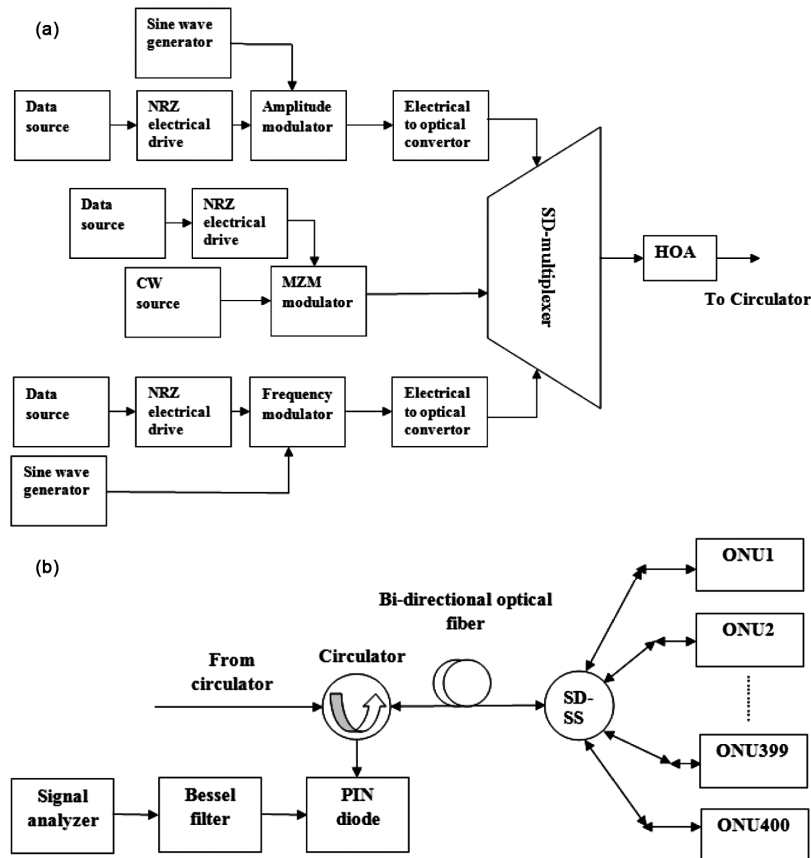 (a)
Sine wave
generator
Data
source
NRZ
electrical
drive
Amplitude
modulator
Electrical
to optical
convertor
Data
source
NRZ
electrical
drive
CW
source
MZM
modulator
SD-multiplexer
HOA
To Circulator
Data
source
NRZ
electrical
drive
Frequency
modulator
Electrical
to optical
convertor
Sine wave
generator
(b)
From
circulator
Circulator
Bi-directional optical
fiber
SD-
SS
ONU1
ONU2
ONU399
ONU400
Signal
analyzer
Bessel
filter
PIN
diode